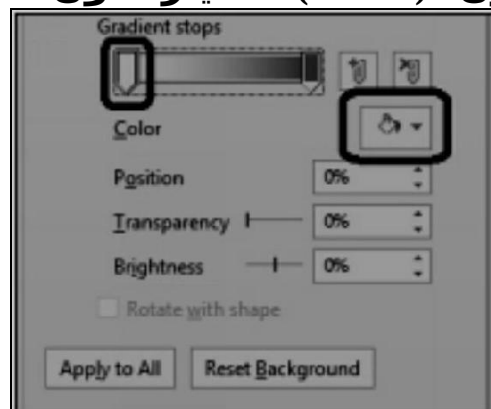 Gradient stops
Color
Position 0%
Transparency 0%
Brightness 0%
Rotate with shape
Apply to All Reset Background